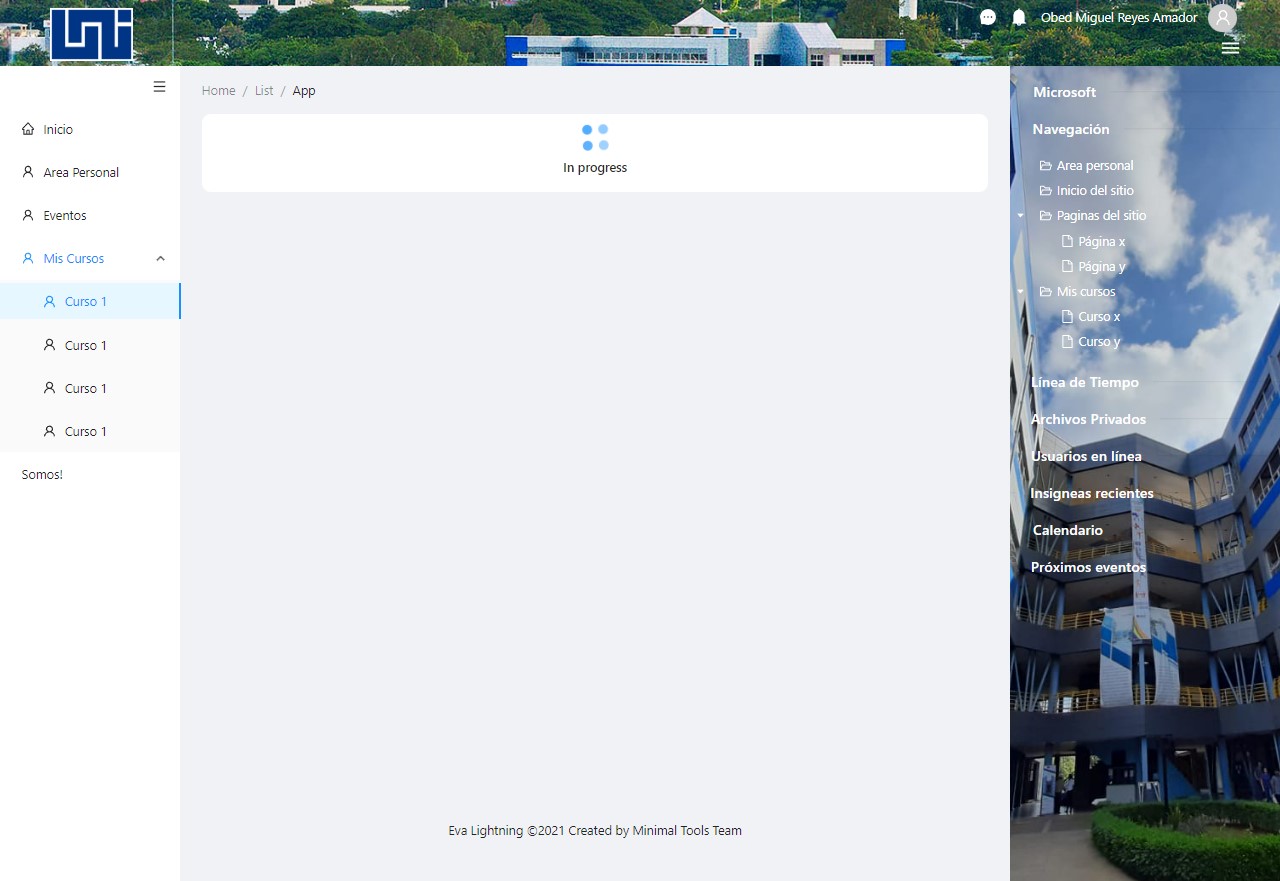 UNI
Obed Miguel Reyes Amador
Inicio
Area Personal
Eventos
Mis Cursos
Curso 1
Curso 1
Curso 1
Curso 1
Somos!
Home / List / App
In progress
Eva Lightning ©2021 Created by Minimal Tools Team
Microsoft
Navegación
Area personal
Inicio del sitio
Paginas del sitio
Página x
Página y
Mis cursos
Curso x
Curso y
Línea de Tiempo
Archivos Privados
Usuarios en línea
Insigneas recientes
Calendario
Próximos eventos